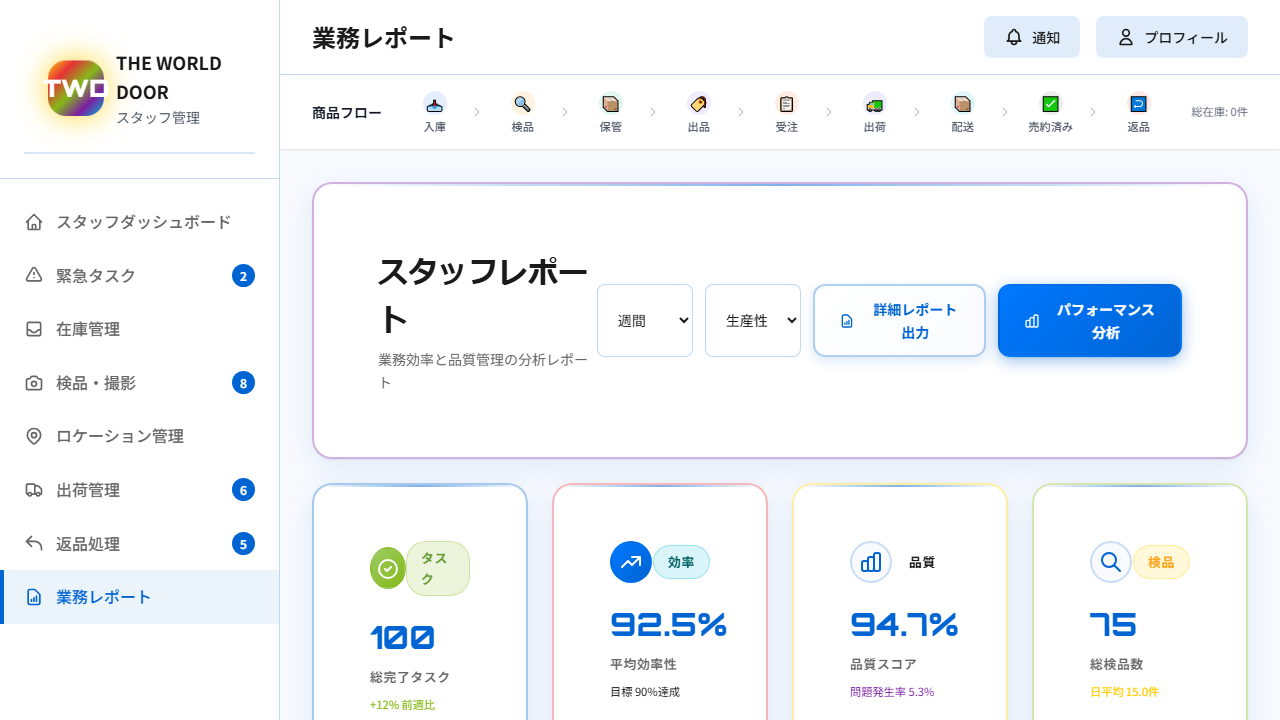 TWD
THE WORLD
DOOR
スタッフ管理
スタッフダッシュボード
緊急タスク 2
在庫管理
検品・撮影 8
ロケーション管理
出荷管理 6
返品処理 5
業務レポート
業務レポート
通知
プロフィール
商品フロー
入庫
検品
保管
出品
受注
出荷
配送
売約済み
返品
総在庫: 0件
スタッフレポー
ト
業務効率と品質管理の分析レポー
ト
週間
生産性
詳細レポート
出力
パフォーマンス
分析
タス
ク
100
総完了タスク
+12% 前週比
効率
92.5%
平均効率性
目標 90%達成
品質
94.7%
品質スコア
問題発生率 5.3%
検品
75
総検品数
日平均 15.0件